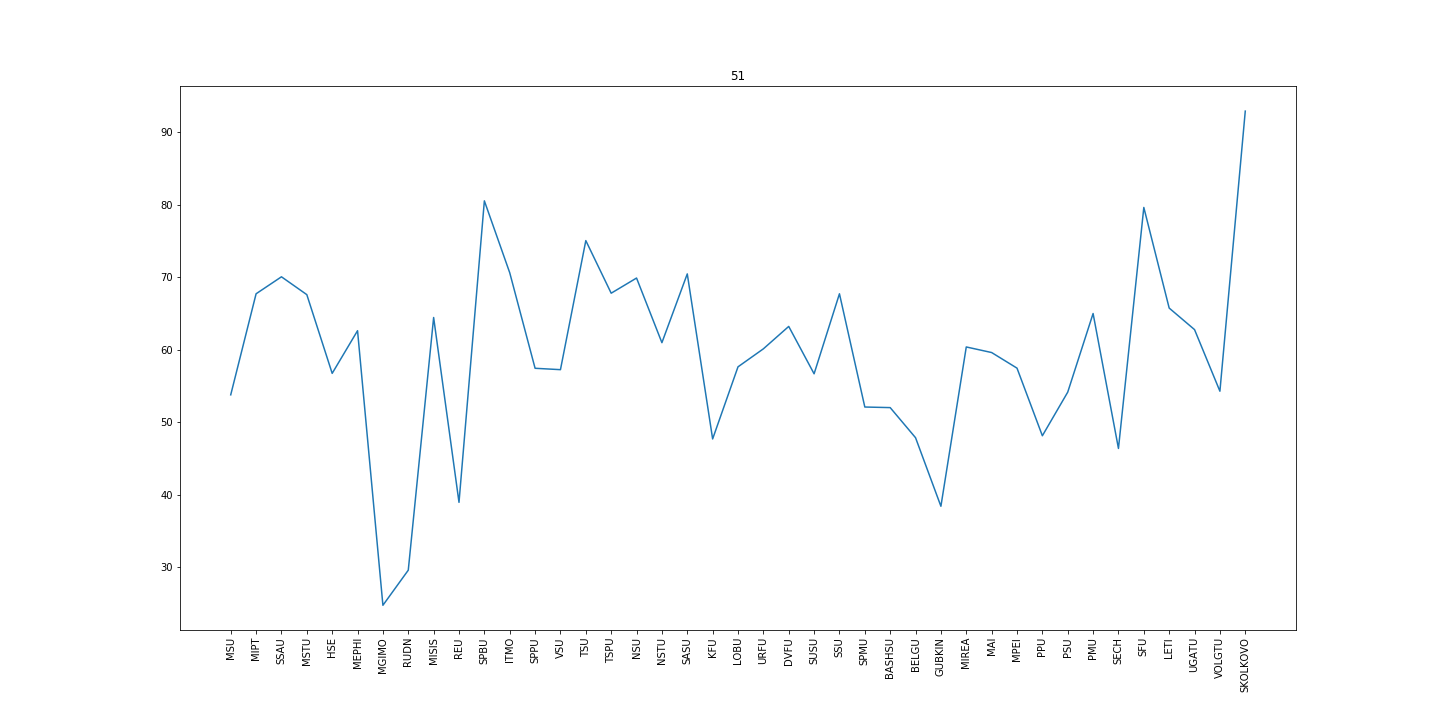 51
90
80
70
60
50
40
30
MSU
MIPT
SSAU
MSTU
HSE
MEPHI
MGIMO
RUDN
MISIS
REU
SPBU
ITMO
SPPU
VSU
TSU
TSPU
NSU
NSTU
SASU
KFU
LOBU
URFU
DVFU
SUSU
SSU
SPMU
BASHSU
BELGU
GUBKIN
MIREA
MAI
MPEI
PPU
PSU
PMU
SECH
SFU
LETI
UGATU
VOLGTU
SKOLKOVO